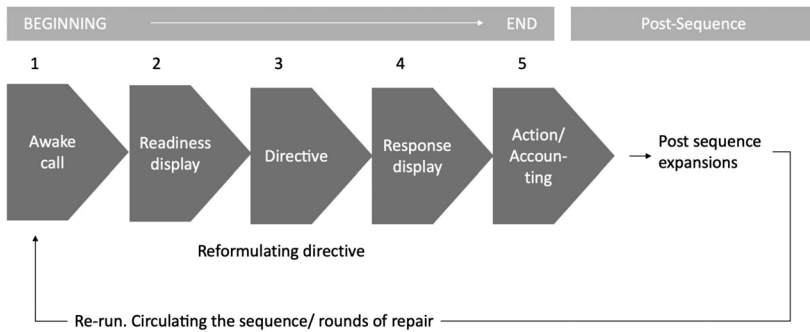 BEGINNING END Post-Sequence
1 2 3 4 5
Awake
call
Readiness
display
Directive
Response
display
Action/
Accoun-
ting
Post sequence
expansions
Reformulating directive
Re-run. Circulating the sequence/ rounds of repair